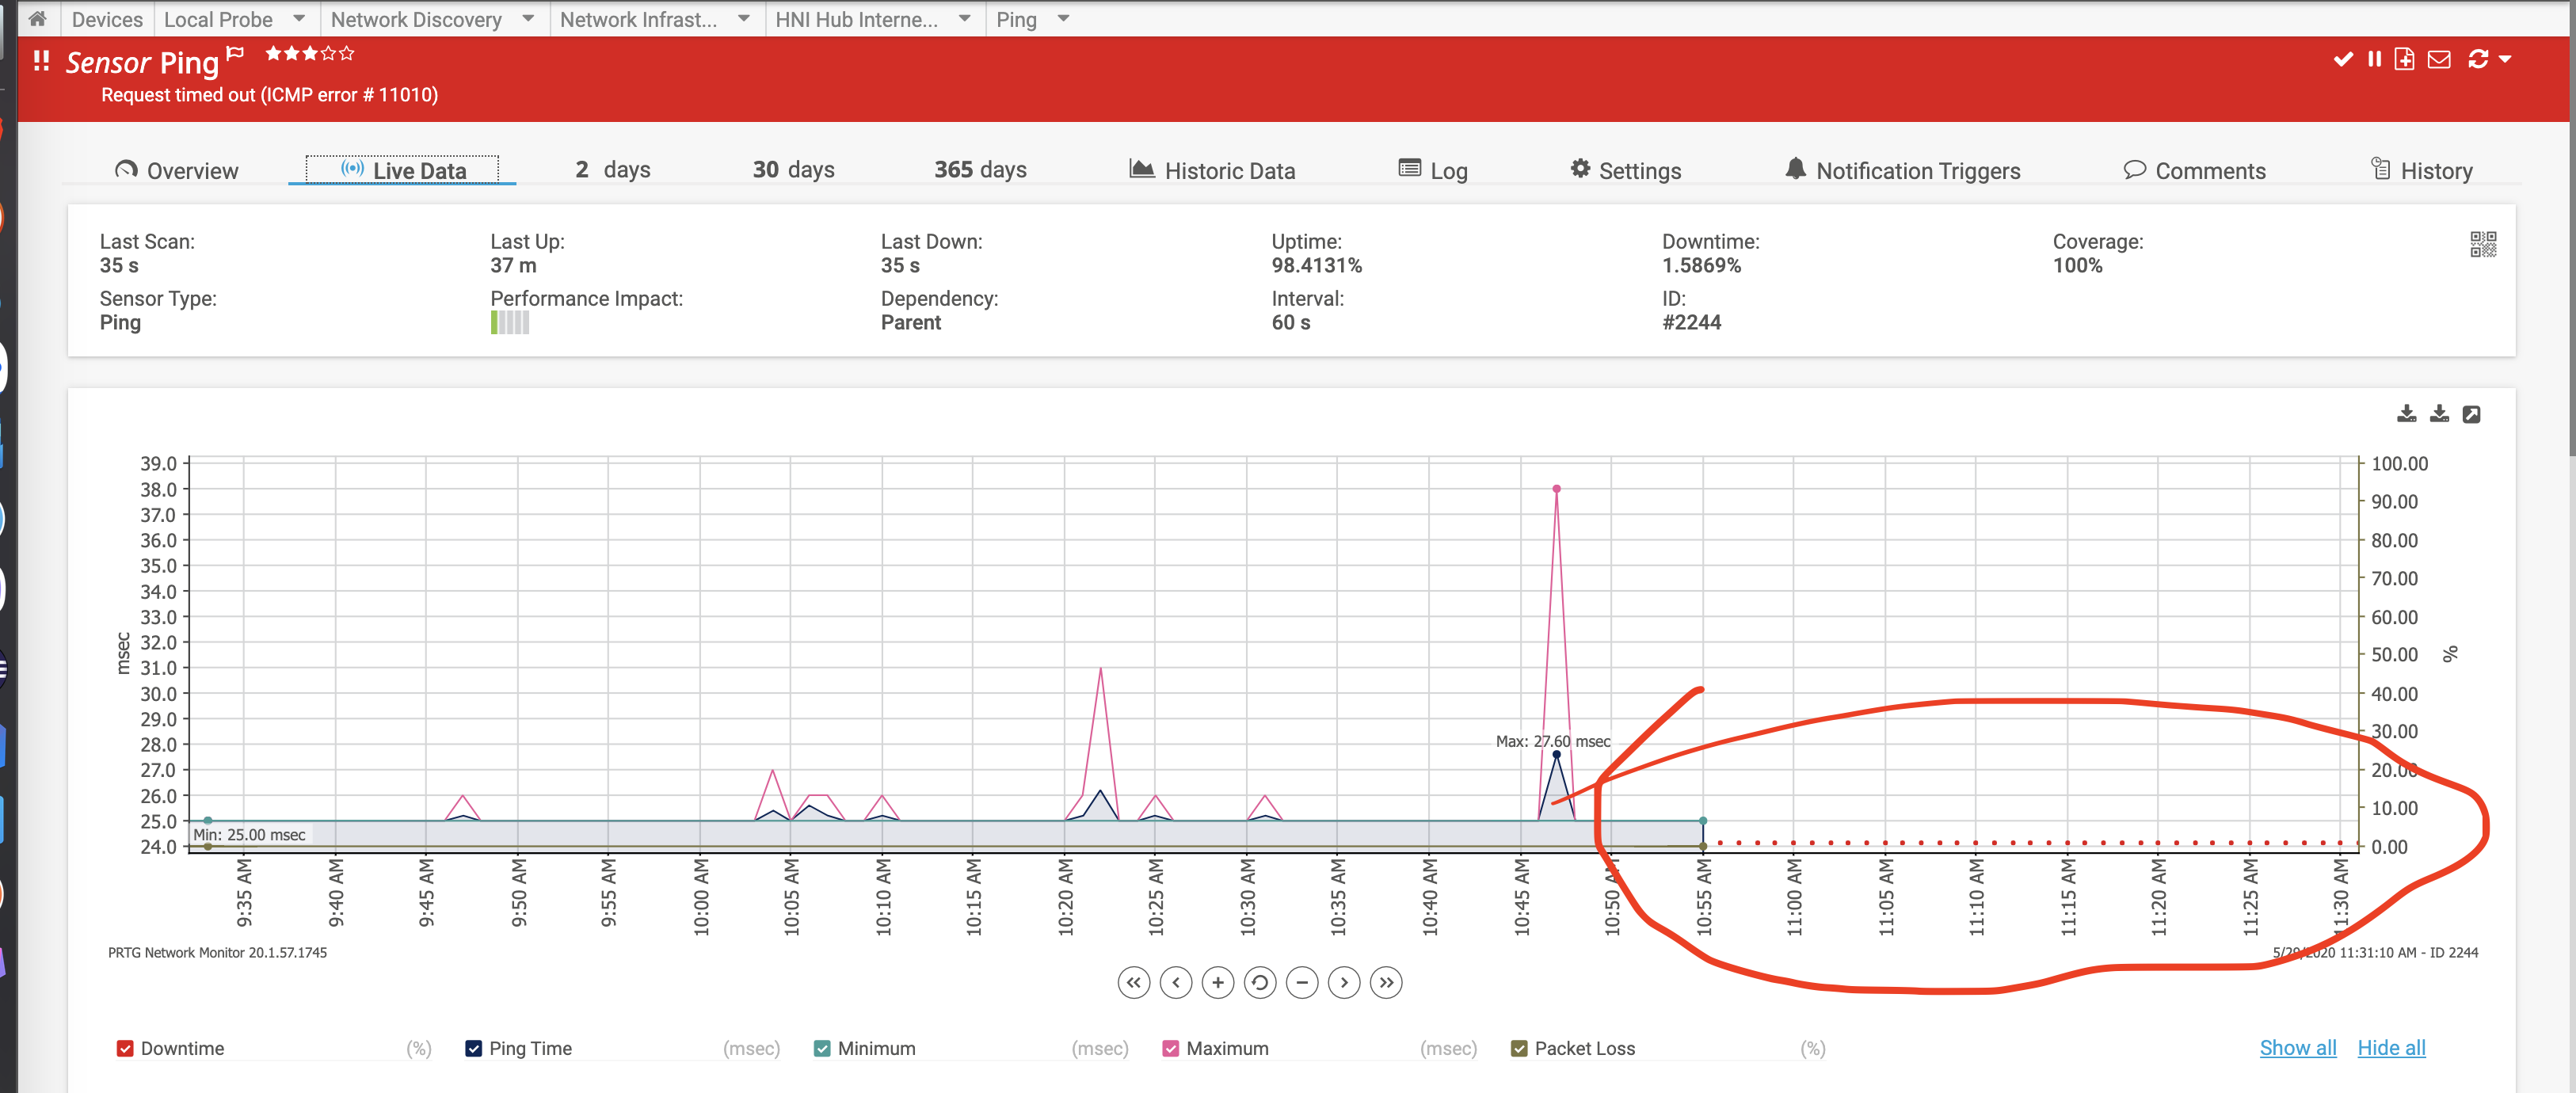 Devices Local Probe Network Discovery Network Infrast... HNI Hub Interne... Ping
!! Sensor Ping
Request timed out (ICMP error # 11010)
Overview Live Data 2 days 30 days 365 days Historic Data Log Settings Notification Triggers Comments History
Last Scan: Last Up: Last Down: Uptime: Downtime: Coverage:
35 s 37 m 35 s 98.4131% 1.5869% 100%
Sensor Type: Performance Impact: Dependency: Interval: ID:
Ping Parent 60 s #2244
39.0
38.0
37.0
36.0
35.0
34.0
33.0
32.0
31.0
30.0
29.0
28.0
27.0
26.0
25.0
24.0
msec
Max: 27.60 msec
Min: 25.00 msec
100.00
90.00
80.00
70.00
60.00
50.00
40.00
30.00
20.00
10.00
0.00
%
9:35 AM
9:40 AM
9:45 AM
9:50 AM
9:55 AM
10:00 AM
10:05 AM
10:10 AM
10:15 AM
10:20 AM
10:25 AM
10:30 AM
10:35 AM
10:40 AM
10:45 AM
10:50 AM
10:55 AM
11:00 AM
11:05 AM
11:10 AM
11:15 AM
11:20 AM
11:25 AM
11:30 AM
PRTG Network Monitor 20.1.57.1745 5/29/2020 11:31:10 AM - ID 2244
Downtime (%) Ping Time (msec) Minimum (msec) Maximum (msec) Packet Loss (%) Show all Hide all